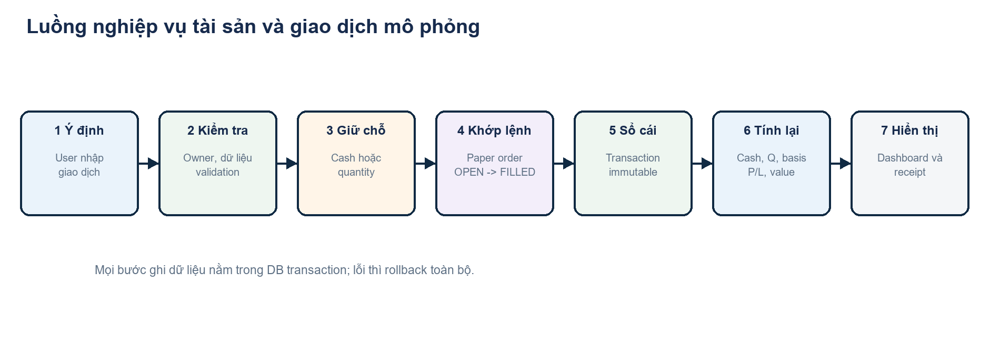 Luồng nghiệp vụ tài sản và giao dịch mô phỏng
1 Ý định
User nhập
giao dịch
2 Kiểm tra
Owner, dữ liệu
validation
3 Giữ chỗ
Cash hoặc
quantity
4 Khớp lệnh
Paper order
OPEN -> FILLED
5 Sổ cái
Transaction
immutable
6 Tính lại
Cash, Q, basis
P/L, value
7 Hiển thị
Dashboard và
receipt
Mọi bước ghi dữ liệu nằm trong DB transaction; lỗi thì rollback toàn bộ.